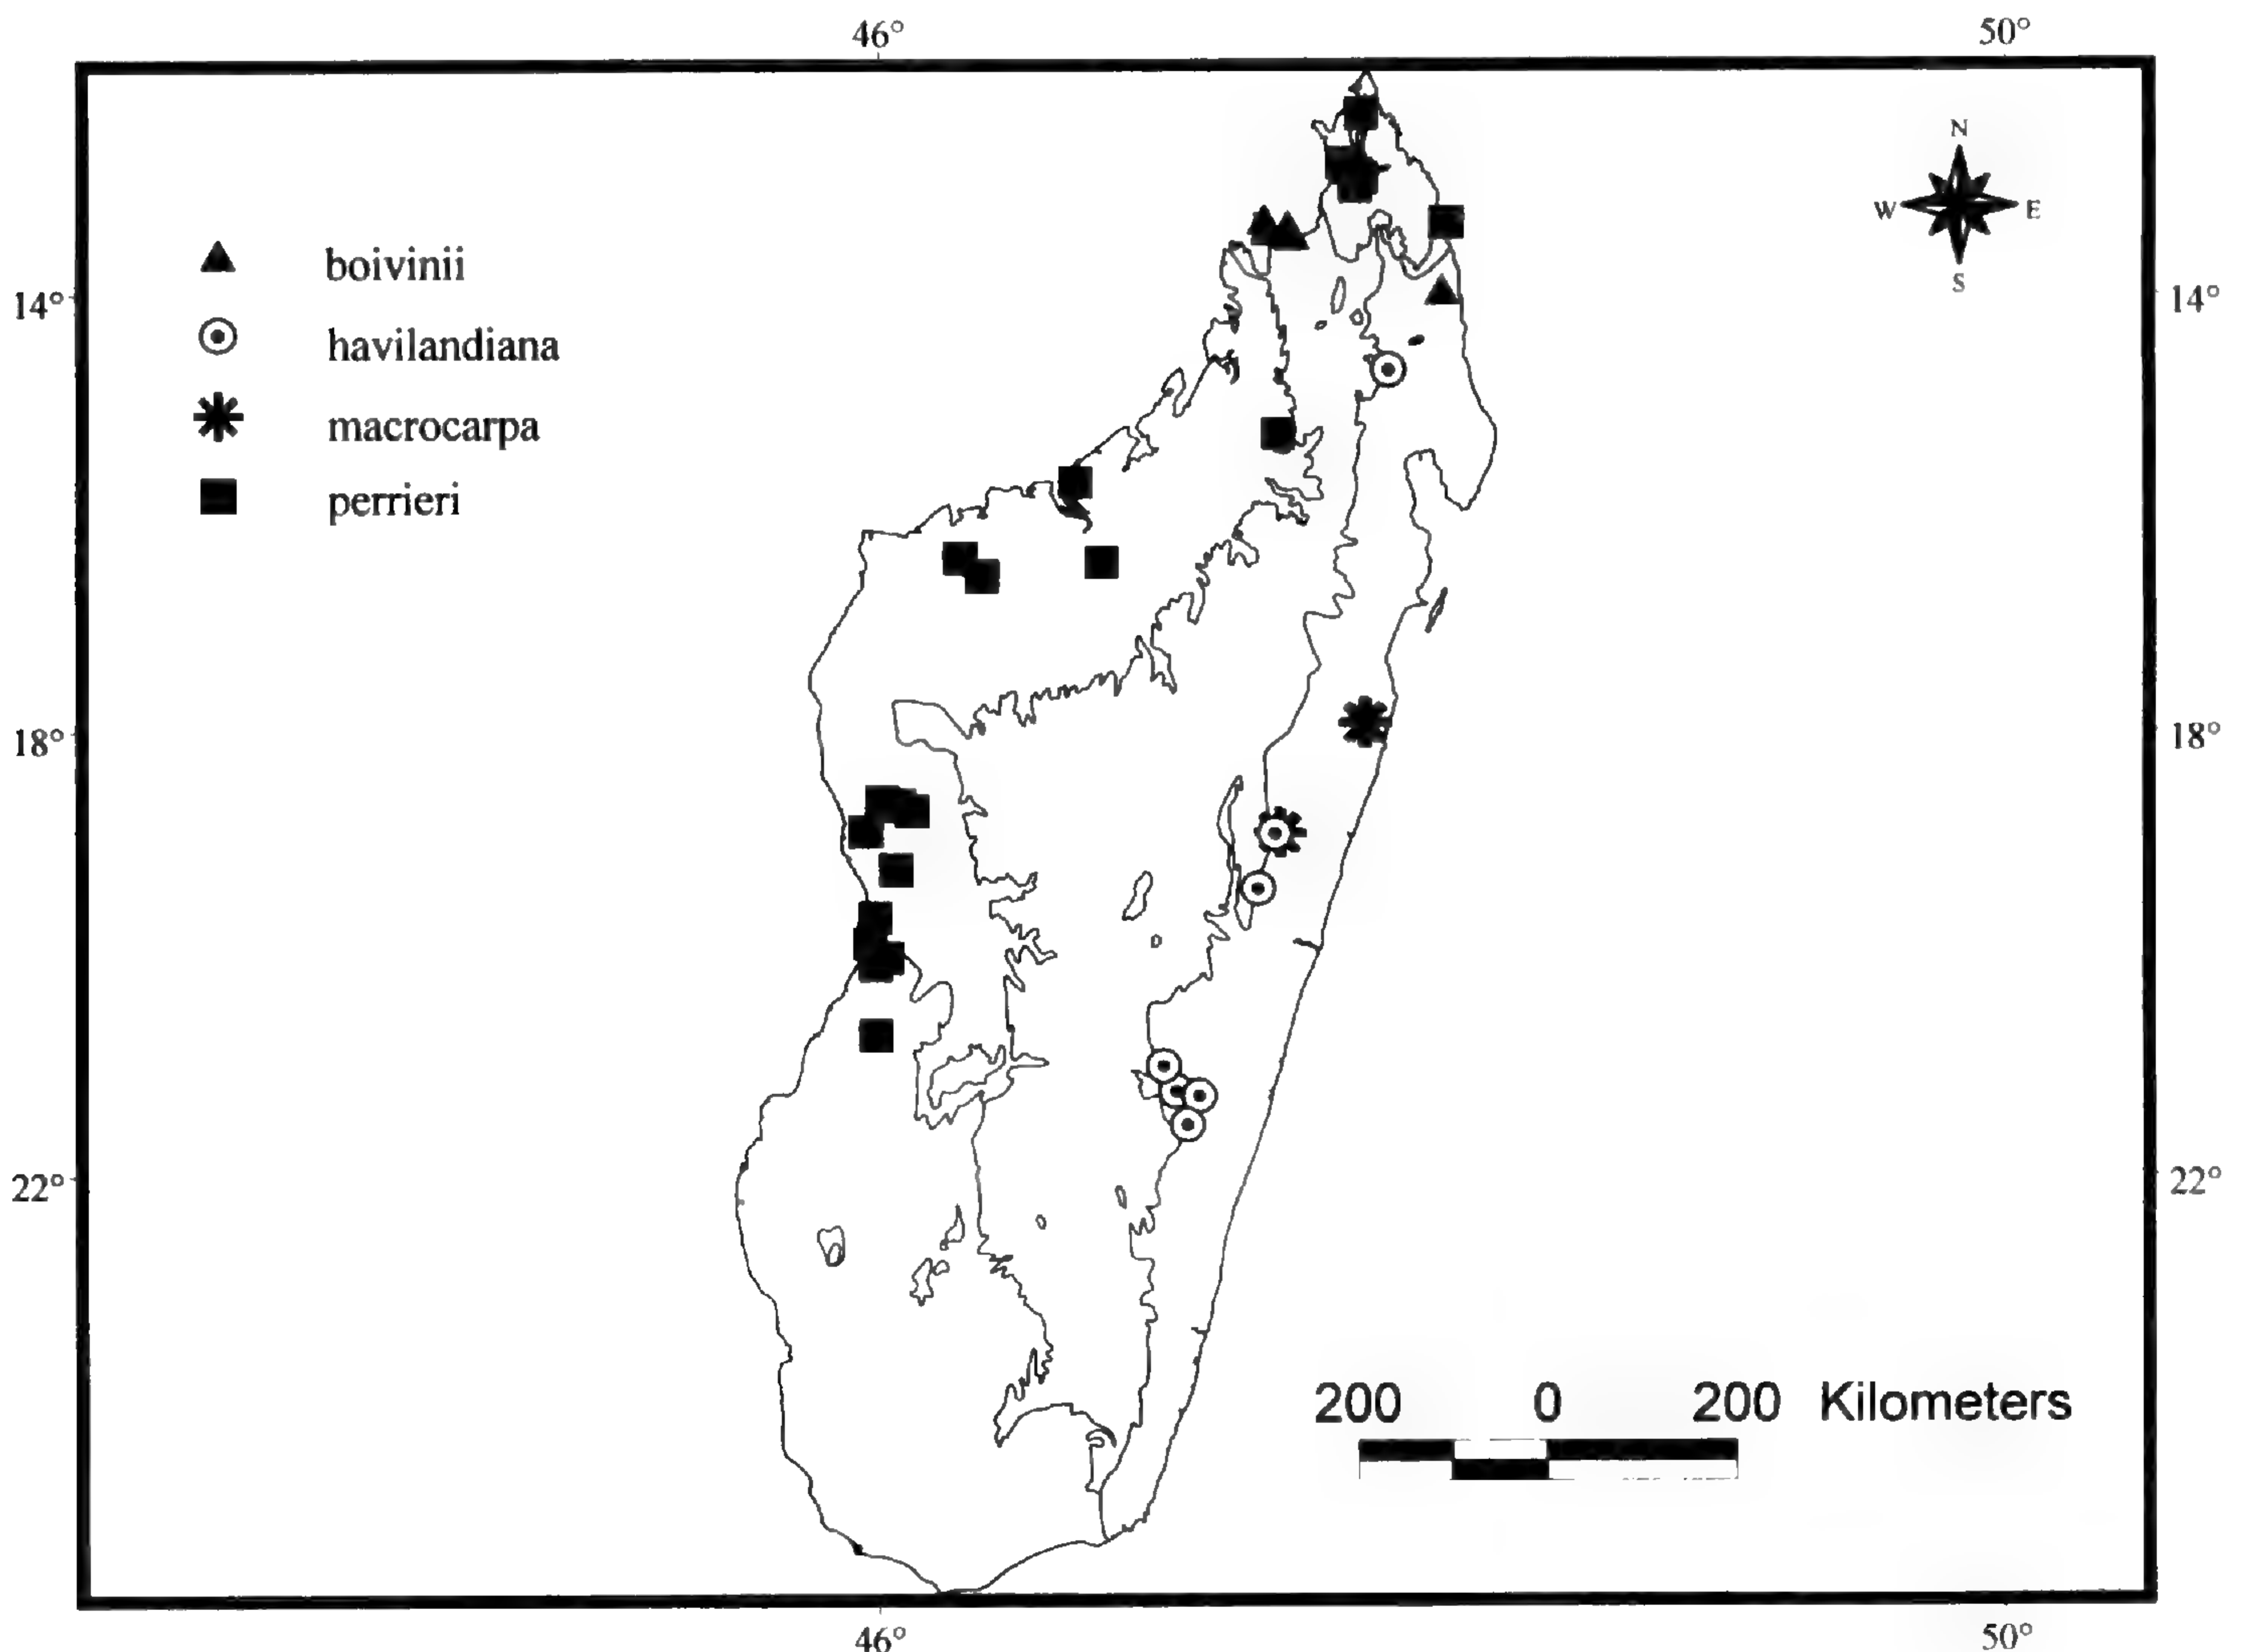 46° 50°
N
W E
S
boivinii
14° 14°
havilandiana
macrocarpa
perrieri
18° 18°
22° 22°
200 0 200 Kilometers
46° 50°